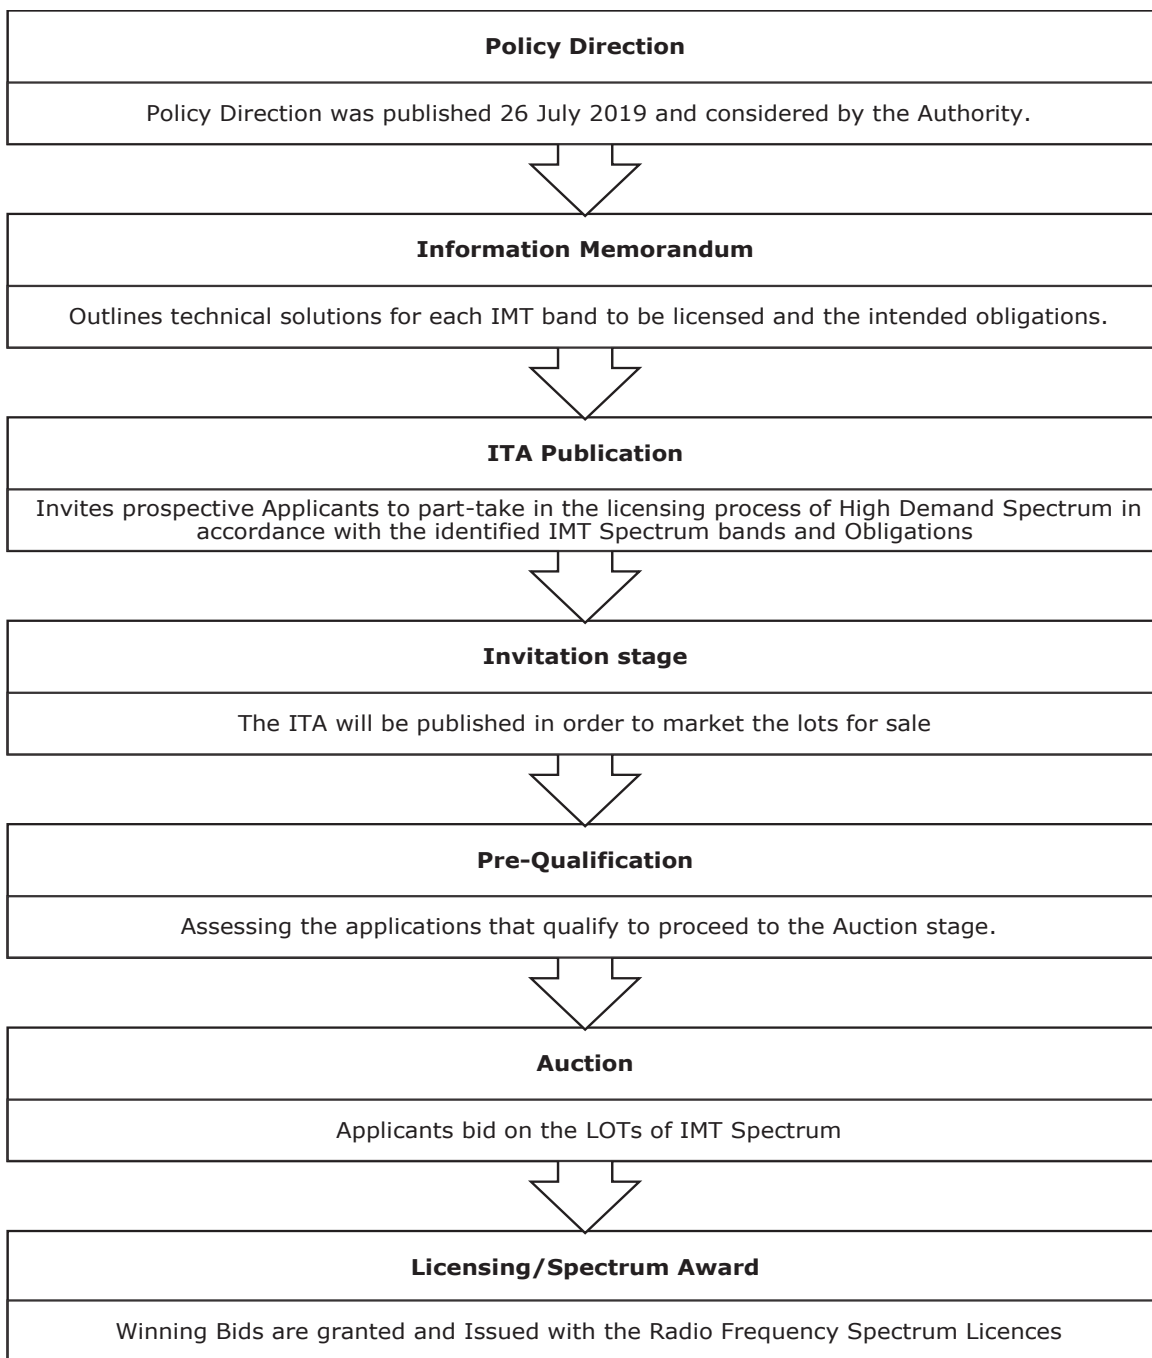 Policy Direction
Policy Direction was published 26 July 2019 and considered by the Authority.
Information Memorandum
Outlines technical solutions for each IMT band to be licensed and the intended obligations.
ITA Publication
Invites prospective Applicants to part-take in the licensing process of High Demand Spectrum in
accordance with the identified IMT Spectrum bands and Obligations
Invitation stage
The ITA will be published in order to market the lots for sale
Pre-Qualification
Assessing the applications that qualify to proceed to the Auction stage.
Auction
Applicants bid on the LOTs of IMT Spectrum
Licensing/Spectrum Award
Winning Bids are granted and Issued with the Radio Frequency Spectrum Licences